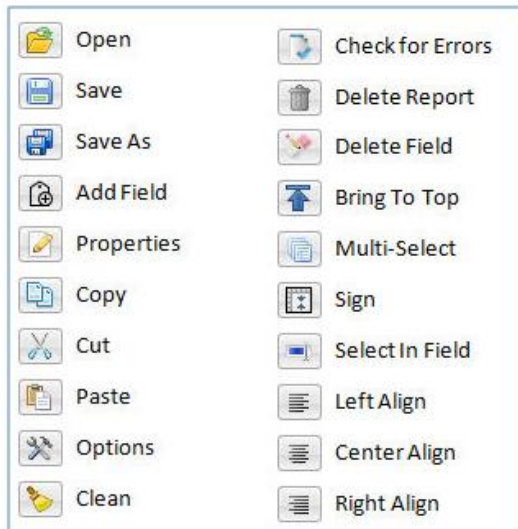 Open
Save
Save As
Add Field
Properties
Copy
Cut
Paste
Options
Clean
Check for Errors
Delete Report
Delete Field
Bring To Top
Multi-Select
Sign
Select In Field
Left Align
Center Align
Right Align